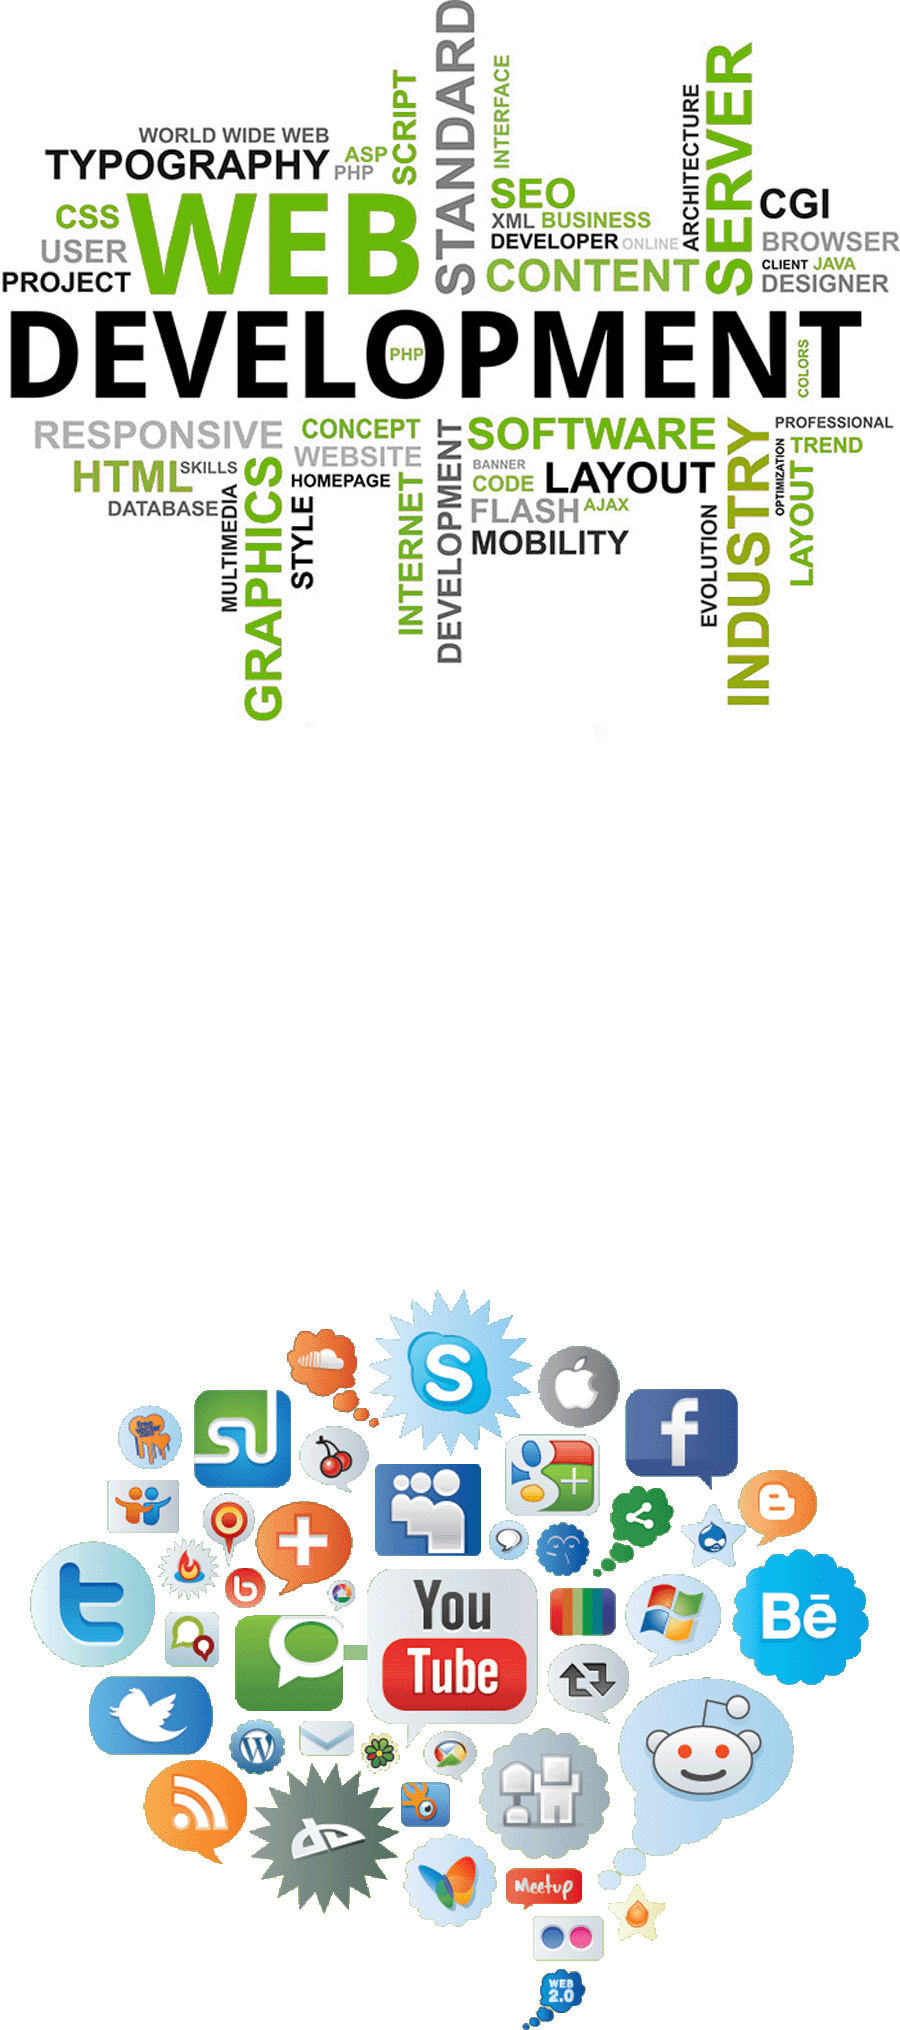 STANDARD
SCRIPT
INTERFACE
SERVER
ARCHITECTURE
WORLD WIDE WEB
TYPOGRAPHY
ASP
PHP
SEO
CGI
CSS
WEB
XML BUSINESS
USER
DEVELOPER ONLINE
BROWSER
PROJECT
CONTENT
CLIENT JAVA
DESIGNER
DEVELOPMENT
PHP
COLORS
RESPONSIVE
CONCEPT
DEVELOPMENT
SOFTWARE
INDUSTRY
PROFESSIONAL
WEBSITE
TREND
HTML
SKILLS
BANNER
OPTIMIZATION
HOMEPAGE
CODE
LAYOUT
LAYOUT
DATABASE
MULTIMEDIA
GRAPHICS
STYLE
INTERNET
FLASH
AJAX
EVOLUTION
MOBILITY
S
f
g+
B
t
b
You
Tube
Bē
W
Meetup
WEB
2.0